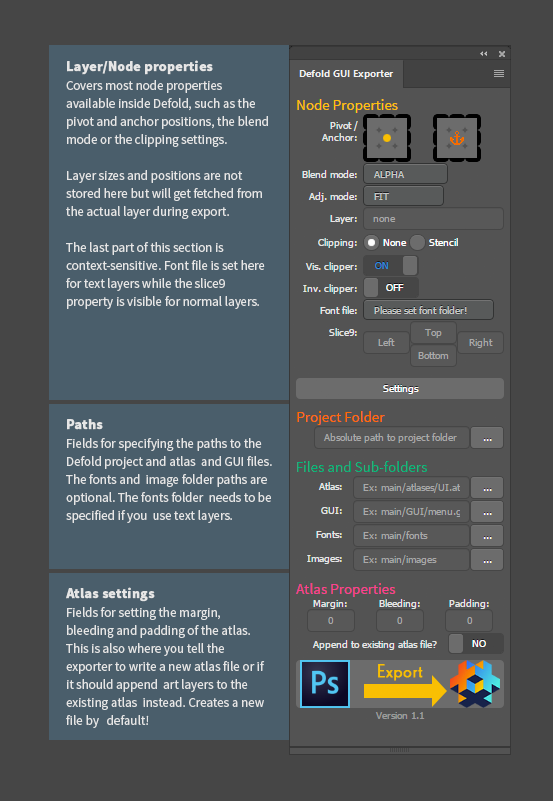 Layer/Node properties
Covers most node properties
available inside Defold, such as the
pivot and anchor positions, the blend
mode or the clipping settings.
Layer sizes and positions are not
stored here but will get fetched from
the actual layer during export.
The last part of this section is
context-sensitive. Font file is set here
for text layers while the slice9
property is visible for normal layers.
Paths
Fields for specifying the paths to the
Defold project and atlas and GUI files.
The fonts and image folder paths are
optional. The fonts folder needs to be
specified if you use text layers.
Atlas settings
Fields for setting the margin,
bleeding and padding of the atlas.
This is also where you tell the
exporter to write a new atlas file or if
it should append art layers to the
existing atlas instead. Creates a new
file by default!
Defold GUI Exporter
Node Properties
Pivot /
Anchor:
Blend mode: ALPHA
Adj. mode: FIT
Layer: none
Clipping: None Stencil
Vis. clipper: ON
Inv. clipper: OFF
Font file: Please set font folder!
Slice9: Left Top Right
Bottom
Settings
Project Folder
Absolute path to project folder ...
Files and Sub-folders
Atlas: Ex: main/atlases/UI.at ...
GUI: Ex: main/GUI/menu.g ...
Fonts: Ex: main/fonts ...
Images: Ex: main/images ...
Atlas Properties
Margin: Bleeding: Padding:
0 0 0
Append to existing atlas file? NO
Ps Export
Version 1.1